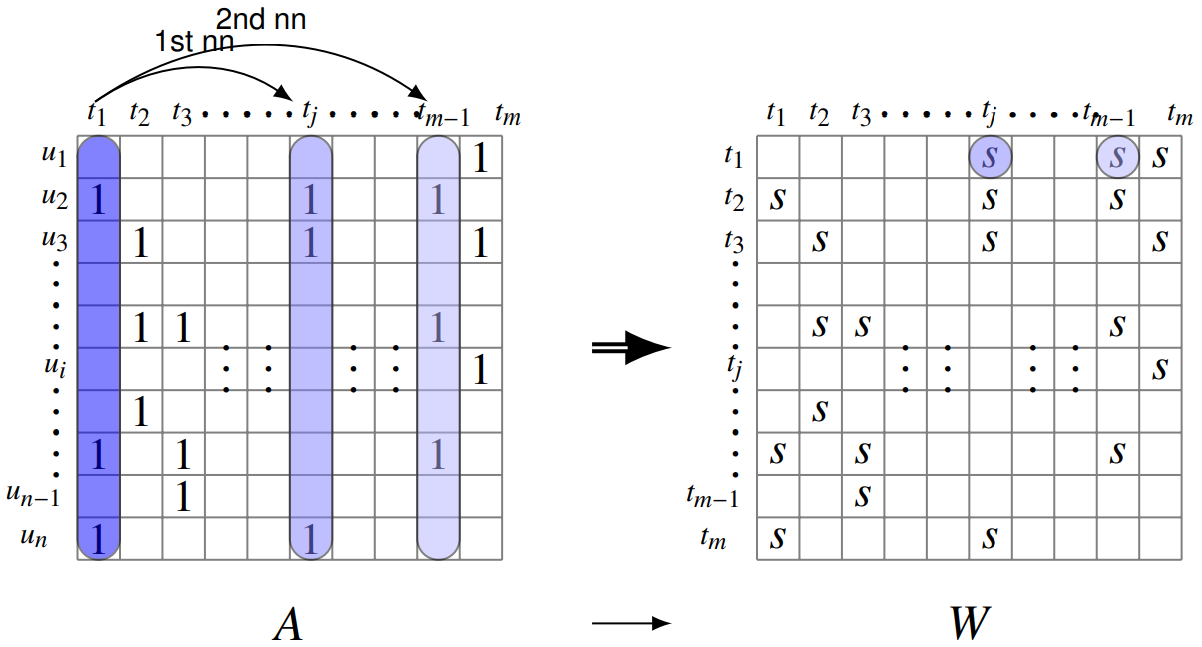 2nd nn
1st nn
t₁ t₂ t₃ · · · · · tⱼ · · · · · tₘ₋₁ tₘ
u₁ 1
u₂ 1 1 1
u₃ 1 1 1
1 1 1
uᵢ 1
1
1 1 1
uₙ₋₁ 1
uₙ 1 1
A
t₁ t₂ t₃ · · · · · tⱼ · · · · · tₘ₋₁ tₘ
t₁ s s s
t₂ s s s
t₃ s s s
s s s
tⱼ s
s
s s s
tₘ₋₁ s
tₘ s s
W